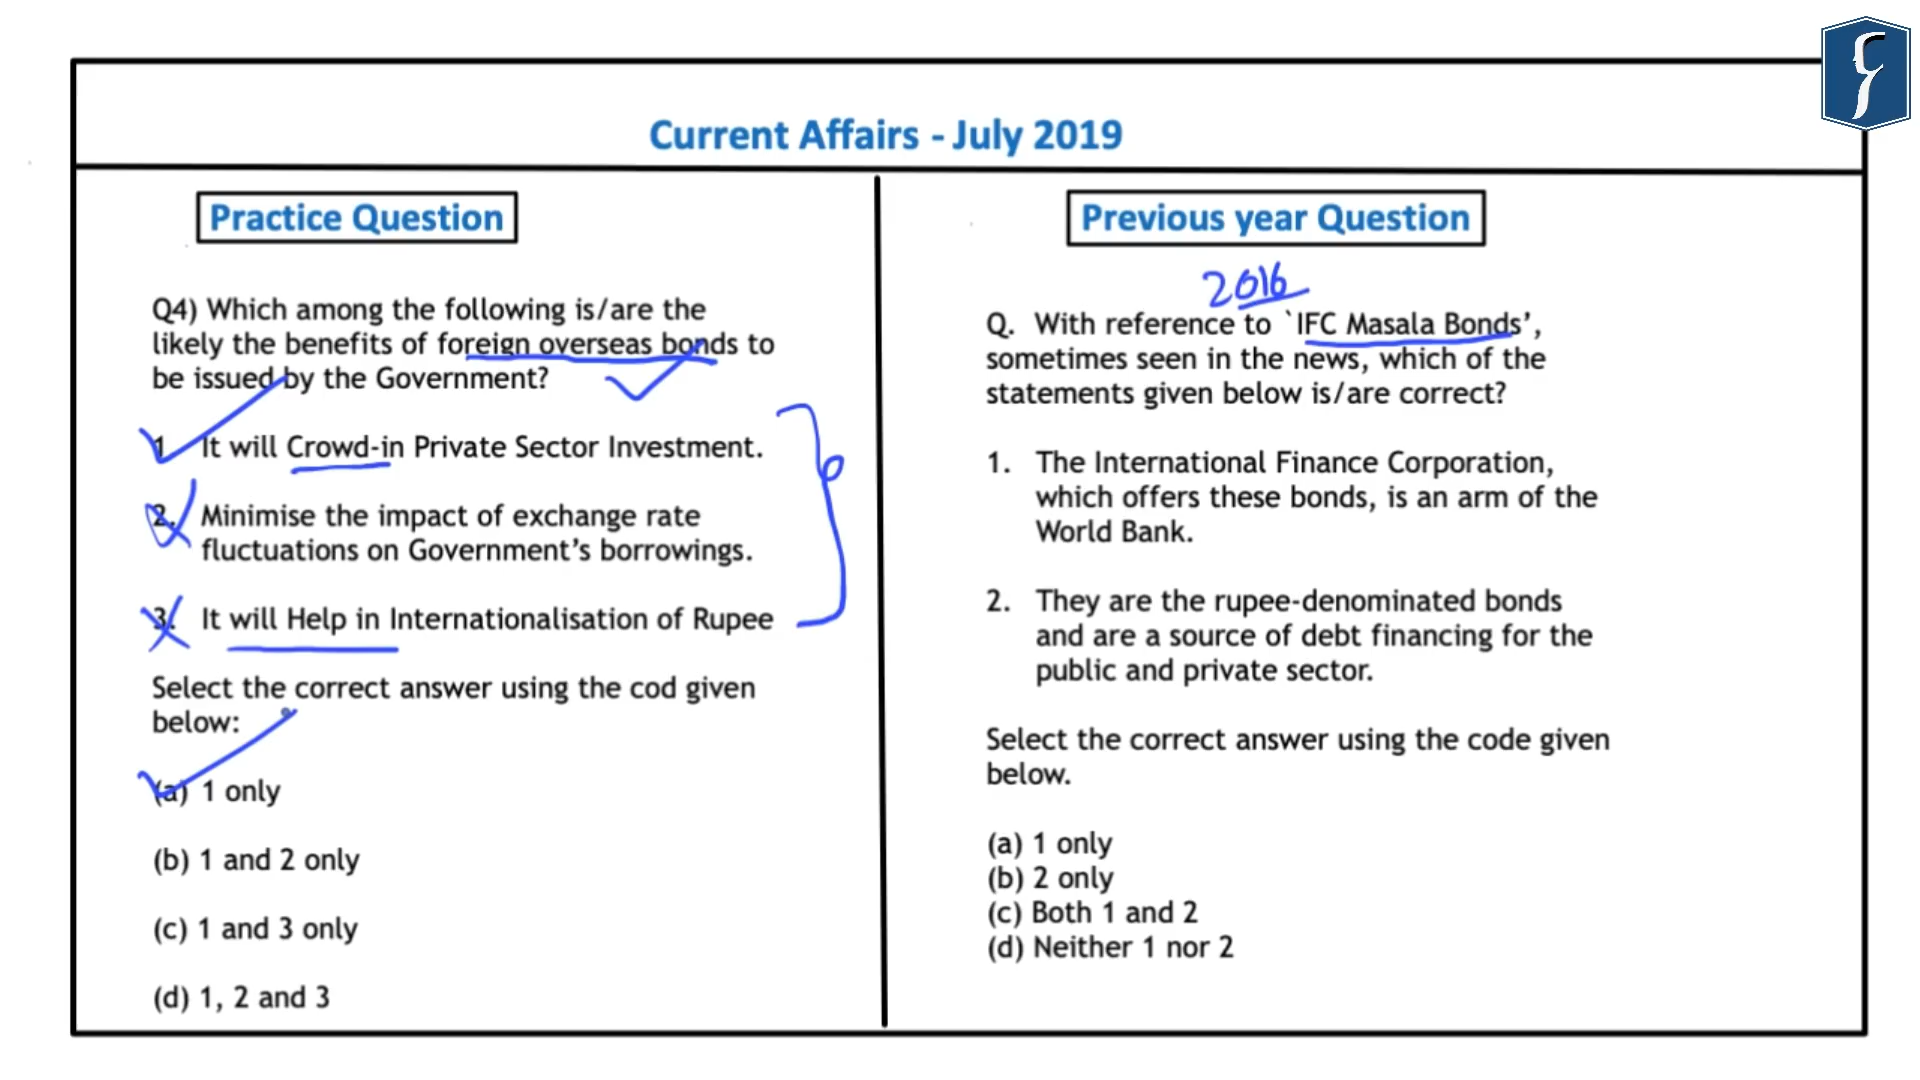 Current Affairs - July 2019
Practice Question
Q4) Which among the following is/are the
likely the benefits of foreign overseas bonds to
be issued by the Government?
1. It will Crowd-in Private Sector Investment.
2. Minimise the impact of exchange rate
fluctuations on Government's borrowings.
3. It will Help in Internationalisation of Rupee
Select the correct answer using the cod given
below:
(a) 1 only
(b) 1 and 2 only
(c) 1 and 3 only
(d) 1, 2 and 3
Previous year Question
2016
Q. With reference to `IFC Masala Bonds’,
sometimes seen in the news, which of the
statements given below is/are correct?
1. The International Finance Corporation,
which offers these bonds, is an arm of the
World Bank.
2. They are the rupee-denominated bonds
and are a source of debt financing for the
public and private sector.
Select the correct answer using the code given
below.
(a) 1 only
(b) 2 only
(c) Both 1 and 2
(d) Neither 1 nor 2